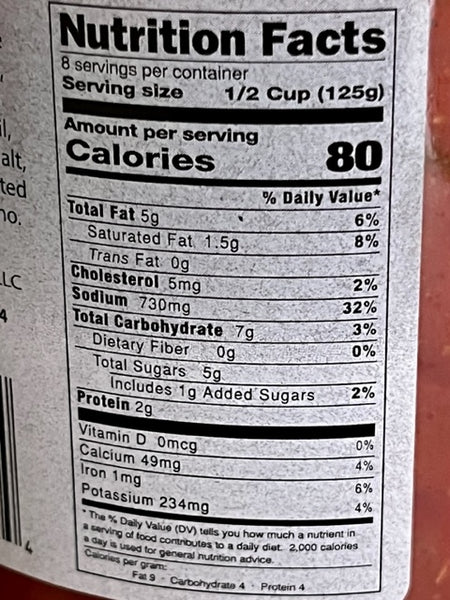 Nutrition Facts
8 servings per container
Serving size 1/2 Cup (125g)
Amount per serving
Calories 80
% Daily Value*
Total Fat 5g 6%
Saturated Fat 1.5g 8%
Trans Fat 0g
Cholesterol 5mg 2%
Sodium 730mg 32%
Total Carbohydrate 7g 3%
Dietary Fiber 0g 0%
Total Sugars 5g
Includes 1g Added Sugars 2%
Protein 2g
Vitamin D 0mcg 0%
Calcium 49mg 4%
Iron 1mg 6%
Potassium 234mg 4%
* The % Daily Value (DV) tells you how much a nutrient in
a serving of food contributes to a daily diet. 2,000 calories
a day is used for general nutrition advice.
Calories per gram:
Fat 9 · Carbohydrate 4 · Protein 4
4
4